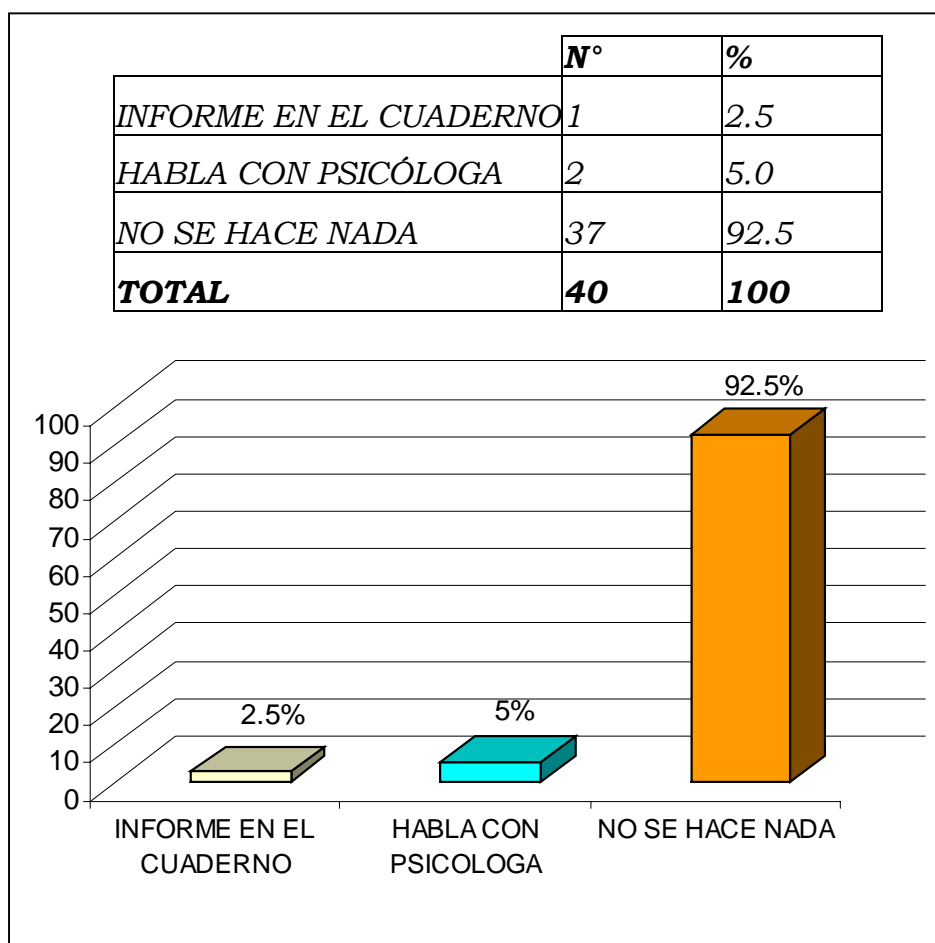 N° %
INFORME EN EL CUADERNO 1 2.5
HABLA CON PSICÓLOGA 2 5.0
NO SE HACE NADA 37 92.5
TOTAL 40 100
92.5%
100
90
80
70
60
50
40
30
20
10
0
2.5% 5%
INFORME EN EL CUADERNO
HABLA CON PSICOLOGA
NO SE HACE NADA